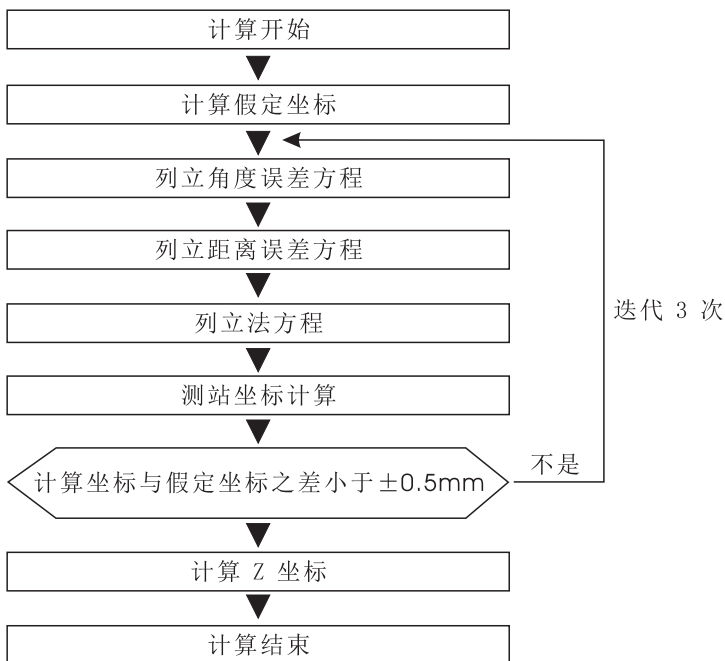 计算开始
计算假定坐标
列立角度误差方程
列立距离误差方程
列立法方程
迭代 3 次
测站坐标计算
计算坐标与假定坐标之差小于±0.5mm
不是
计算 Z 坐标
计算结束